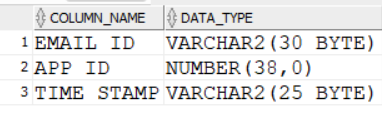 COLUMN_NAME DATA_TYPE
1 EMAIL ID VARCHAR2(30 BYTE)
2 APP ID NUMBER(38,0)
3 TIME STAMP VARCHAR2(25 BYTE)